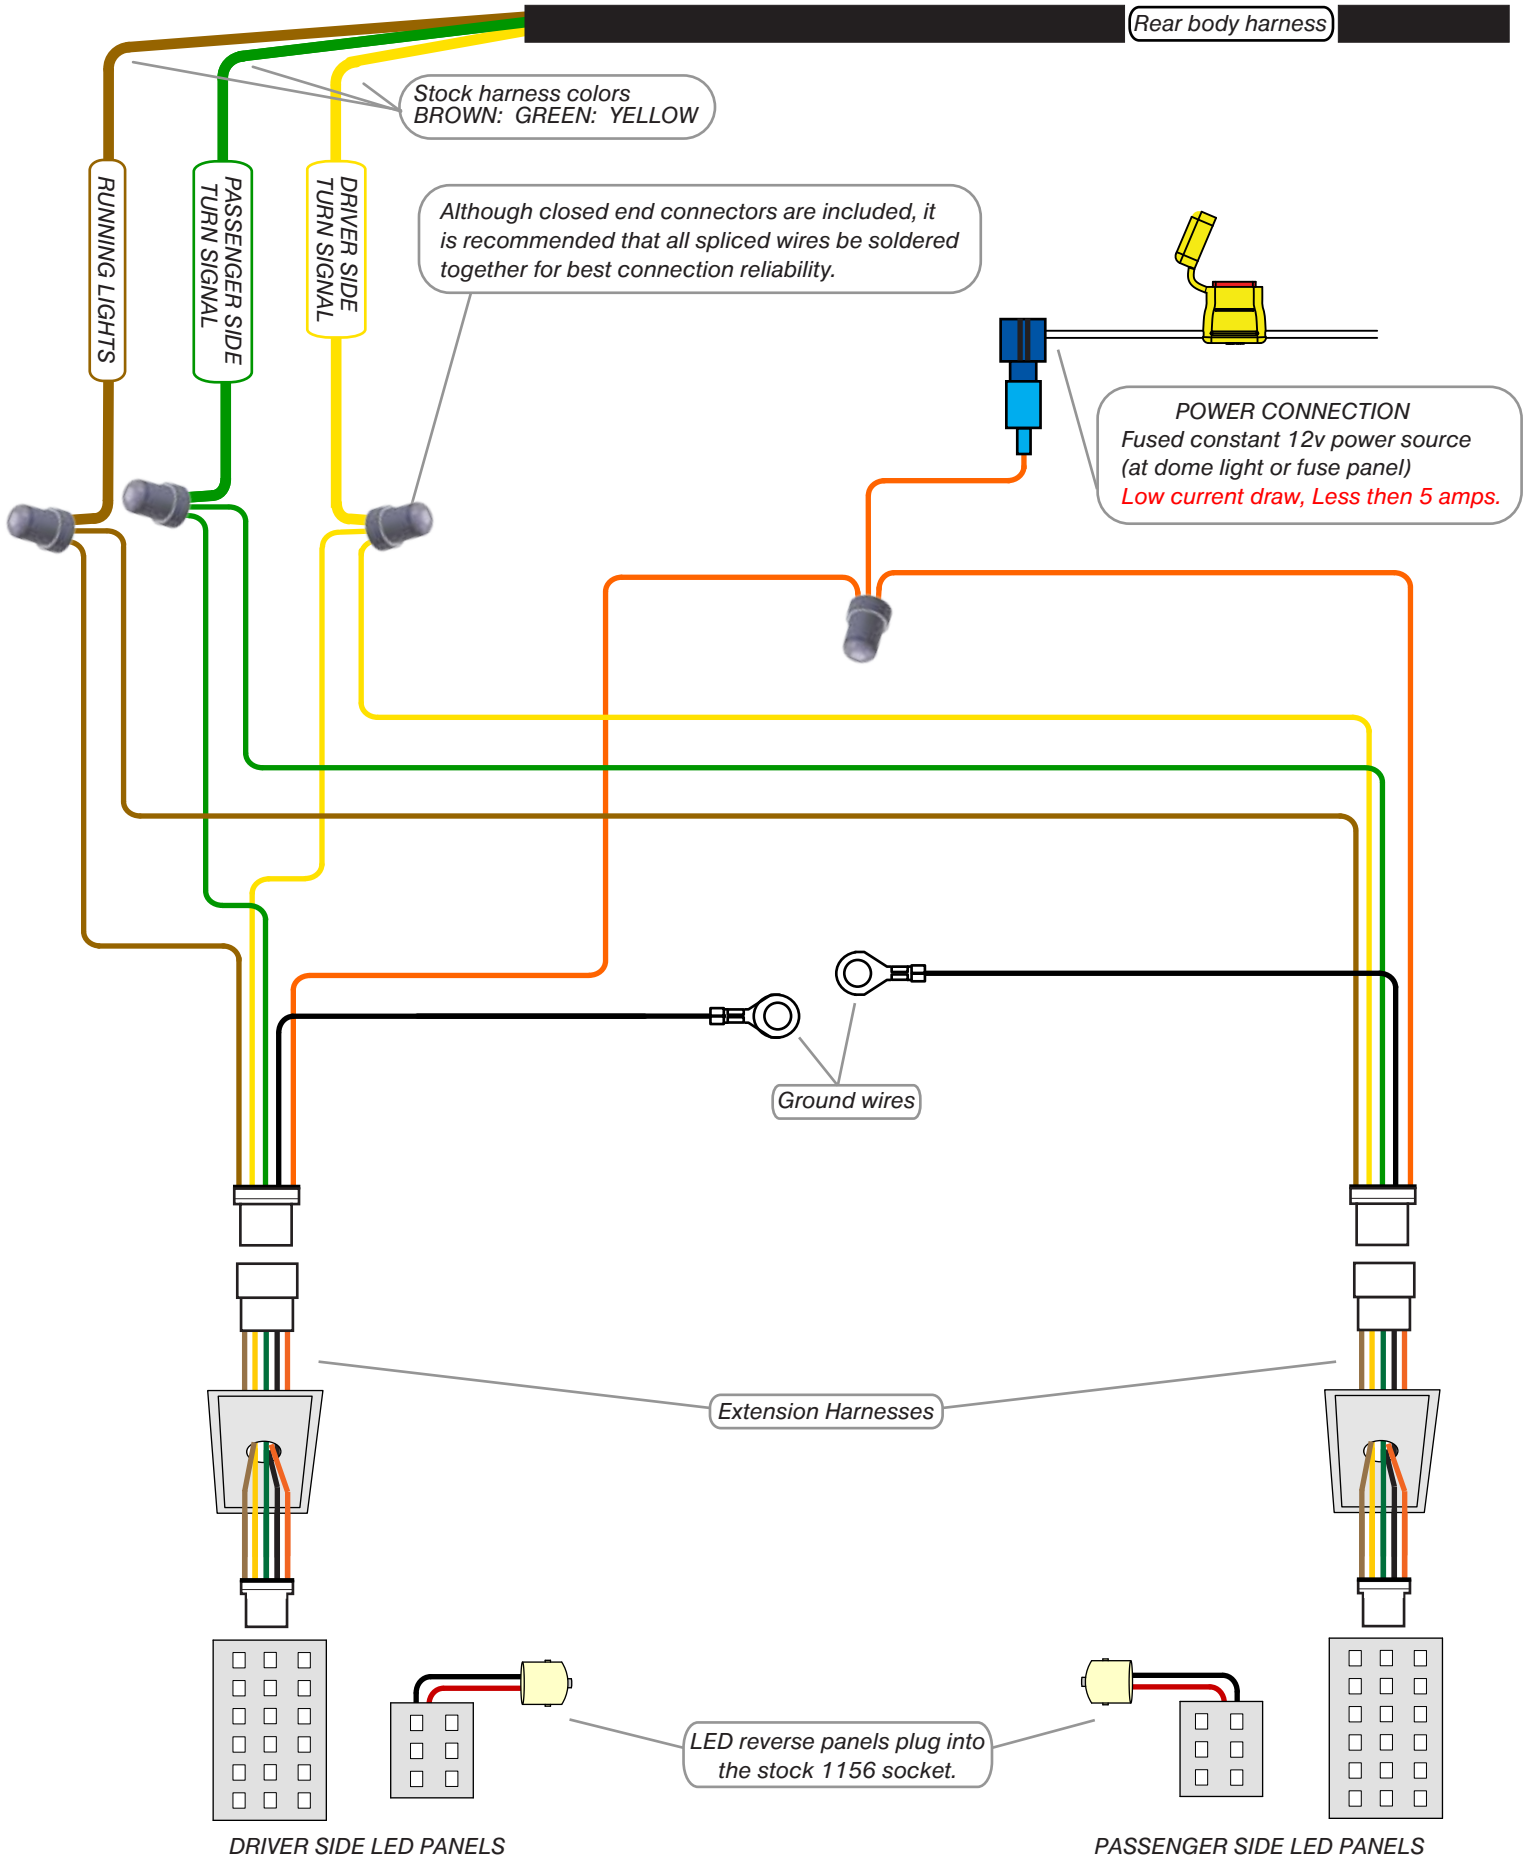 Rear body harness
Stock harness colors
BROWN: GREEN: YELLOW
RUNNING LIGHTS
PASSENGER SIDE
TURN SIGNAL
DRIVER SIDE
TURN SIGNAL
Although closed end connectors are included, it
is recommended that all spliced wires be soldered
together for best connection reliability.
POWER CONNECTION
Fused constant 12v power source
(at dome light or fuse panel)
Low current draw, Less then 5 amps.
Ground wires
Extension Harnesses
LED reverse panels plug into
the stock 1156 socket.
DRIVER SIDE LED PANELS
PASSENGER SIDE LED PANELS